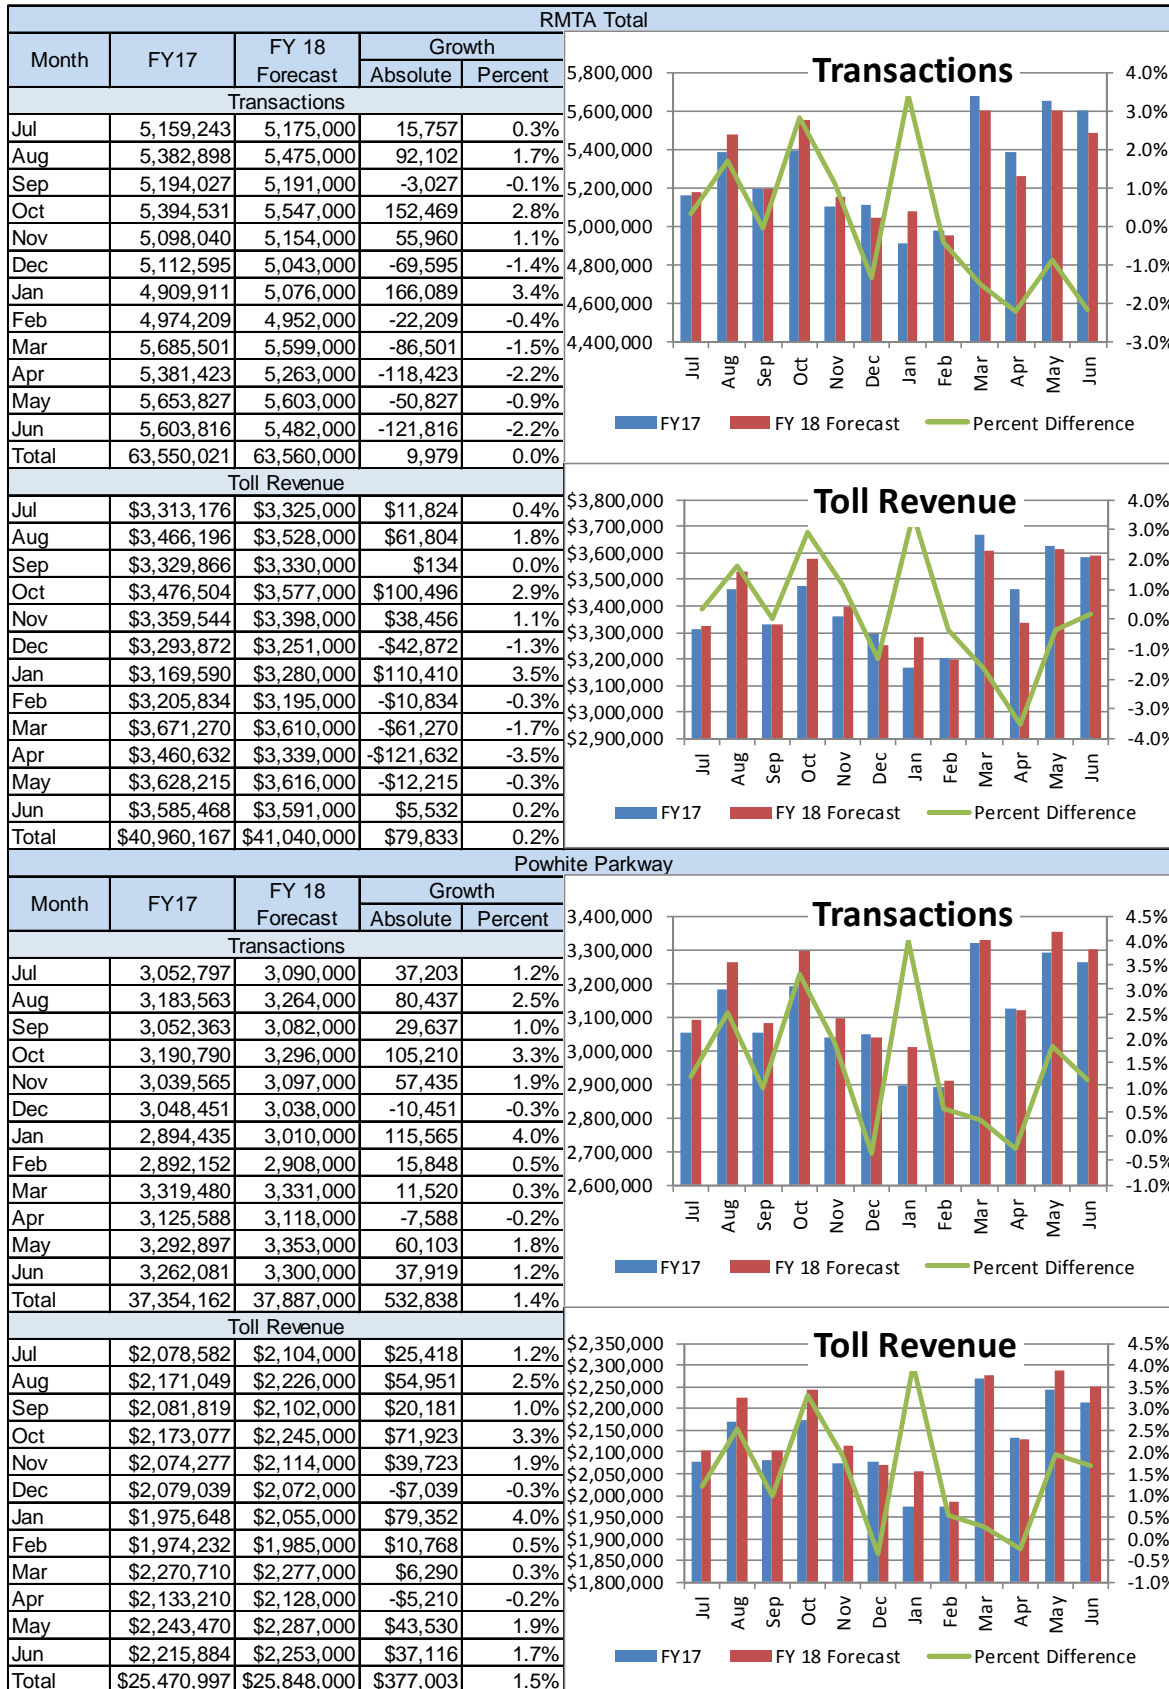 RMTA Total
Month FY17 FY 18 Forecast Growth
Absolute Percent
Transactions
Jul 5,159,243 5,175,000 15,757 0.3%
Aug 5,382,898 5,475,000 92,102 1.7%
Sep 5,194,027 5,191,000 -3,027 -0.1%
Oct 5,394,531 5,547,000 152,469 2.8%
Nov 5,098,040 5,154,000 55,960 1.1%
Dec 5,112,595 5,043,000 -69,595 -1.4%
Jan 4,909,911 5,076,000 166,089 3.4%
Feb 4,974,209 4,952,000 -22,209 -0.4%
Mar 5,685,501 5,599,000 -86,501 -1.5%
Apr 5,381,423 5,263,000 -118,423 -2.2%
May 5,653,827 5,603,000 -50,827 -0.9%
Jun 5,603,816 5,482,000 -121,816 -2.2%
Total 63,550,021 63,560,000 9,979 0.0%
Transactions
5,800,000 4.0%
5,600,000 3.0%
5,400,000 2.0%
5,200,000 1.0%
5,000,000 0.0%
4,800,000 -1.0%
4,600,000 -2.0%
4,400,000 -3.0%
Jul Aug Sep Oct Nov Dec Jan Feb Mar Apr May Jun
FY17 FY 18 Forecast Percent Difference
Toll Revenue
Jul $3,313,176 $3,325,000 $11,824 0.4%
Aug $3,466,196 $3,528,000 $61,804 1.8%
Sep $3,329,866 $3,330,000 $134 0.0%
Oct $3,476,504 $3,577,000 $100,496 2.9%
Nov $3,359,544 $3,398,000 $38,456 1.1%
Dec $3,293,872 $3,251,000 -$42,872 -1.3%
Jan $3,169,590 $3,280,000 $110,410 3.5%
Feb $3,205,834 $3,195,000 -$10,834 -0.3%
Mar $3,671,270 $3,610,000 -$61,270 -1.7%
Apr $3,460,632 $3,339,000 -$121,632 -3.5%
May $3,628,215 $3,616,000 -$12,215 -0.3%
Jun $3,585,468 $3,591,000 $5,532 0.2%
Total $40,960,167 $41,040,000 $79,833 0.2%
Toll Revenue
$3,800,000 4.0%
$3,700,000 3.0%
$3,600,000 2.0%
$3,500,000 1.0%
$3,400,000 0.0%
$3,300,000 -1.0%
$3,200,000 -2.0%
$3,100,000 -3.0%
$3,000,000 -4.0%
$2,900,000
Jul Aug Sep Oct Nov Dec Jan Feb Mar Apr May Jun
FY17 FY 18 Forecast Percent Difference
Powhite Parkway
Month FY17 FY 18 Forecast Growth
Absolute Percent
Transactions
Jul 3,052,797 3,090,000 37,203 1.2%
Aug 3,183,563 3,264,000 80,437 2.5%
Sep 3,052,363 3,082,000 29,637 1.0%
Oct 3,190,790 3,296,000 105,210 3.3%
Nov 3,039,565 3,097,000 57,435 1.9%
Dec 3,048,451 3,038,000 -10,451 -0.3%
Jan 2,894,435 3,010,000 115,565 4.0%
Feb 2,892,152 2,908,000 15,848 0.5%
Mar 3,319,480 3,331,000 11,520 0.3%
Apr 3,125,588 3,118,000 -7,588 -0.2%
May 3,292,897 3,353,000 60,103 1.8%
Jun 3,262,081 3,300,000 37,919 1.2%
Total 37,354,162 37,887,000 532,838 1.4%
Transactions
3,400,000 4.5%
3,300,000 4.0%
3,200,000 3.5%
3,100,000 3.0%
3,000,000 2.5%
2,900,000 2.0%
2,800,000 1.5%
2,700,000 1.0%
2,600,000 0.5%
0.0%
-0.5%
-1.0%
Jul Aug Sep Oct Nov Dec Jan Feb Mar Apr May Jun
FY17 FY 18 Forecast Percent Difference
Toll Revenue
Jul $2,078,582 $2,104,000 $25,418 1.2%
Aug $2,171,049 $2,226,000 $54,951 2.5%
Sep $2,081,819 $2,102,000 $20,181 1.0%
Oct $2,173,077 $2,245,000 $71,923 3.3%
Nov $2,074,277 $2,114,000 $39,723 1.9%
Dec $2,079,039 $2,072,000 -$7,039 -0.3%
Jan $1,975,648 $2,055,000 $79,352 4.0%
Feb $1,974,232 $1,985,000 $10,768 0.5%
Mar $2,270,710 $2,277,000 $6,290 0.3%
Apr $2,133,210 $2,128,000 -$5,210 -0.2%
May $2,243,470 $2,287,000 $43,530 1.9%
Jun $2,215,884 $2,253,000 $37,116 1.7%
Total $25,470,997 $25,848,000 $377,003 1.5%
Toll Revenue
$2,350,000 4.5%
$2,300,000 4.0%
$2,250,000 3.5%
$2,200,000 3.0%
$2,150,000 2.5%
$2,100,000 2.0%
$2,050,000 1.5%
$2,000,000 1.0%
$1,950,000 0.5%
$1,900,000 0.0%
$1,850,000 -0.5%
$1,800,000 -1.0%
Jul Aug Sep Oct Nov Dec Jan Feb Mar Apr May Jun
FY17 FY 18 Forecast Percent Difference